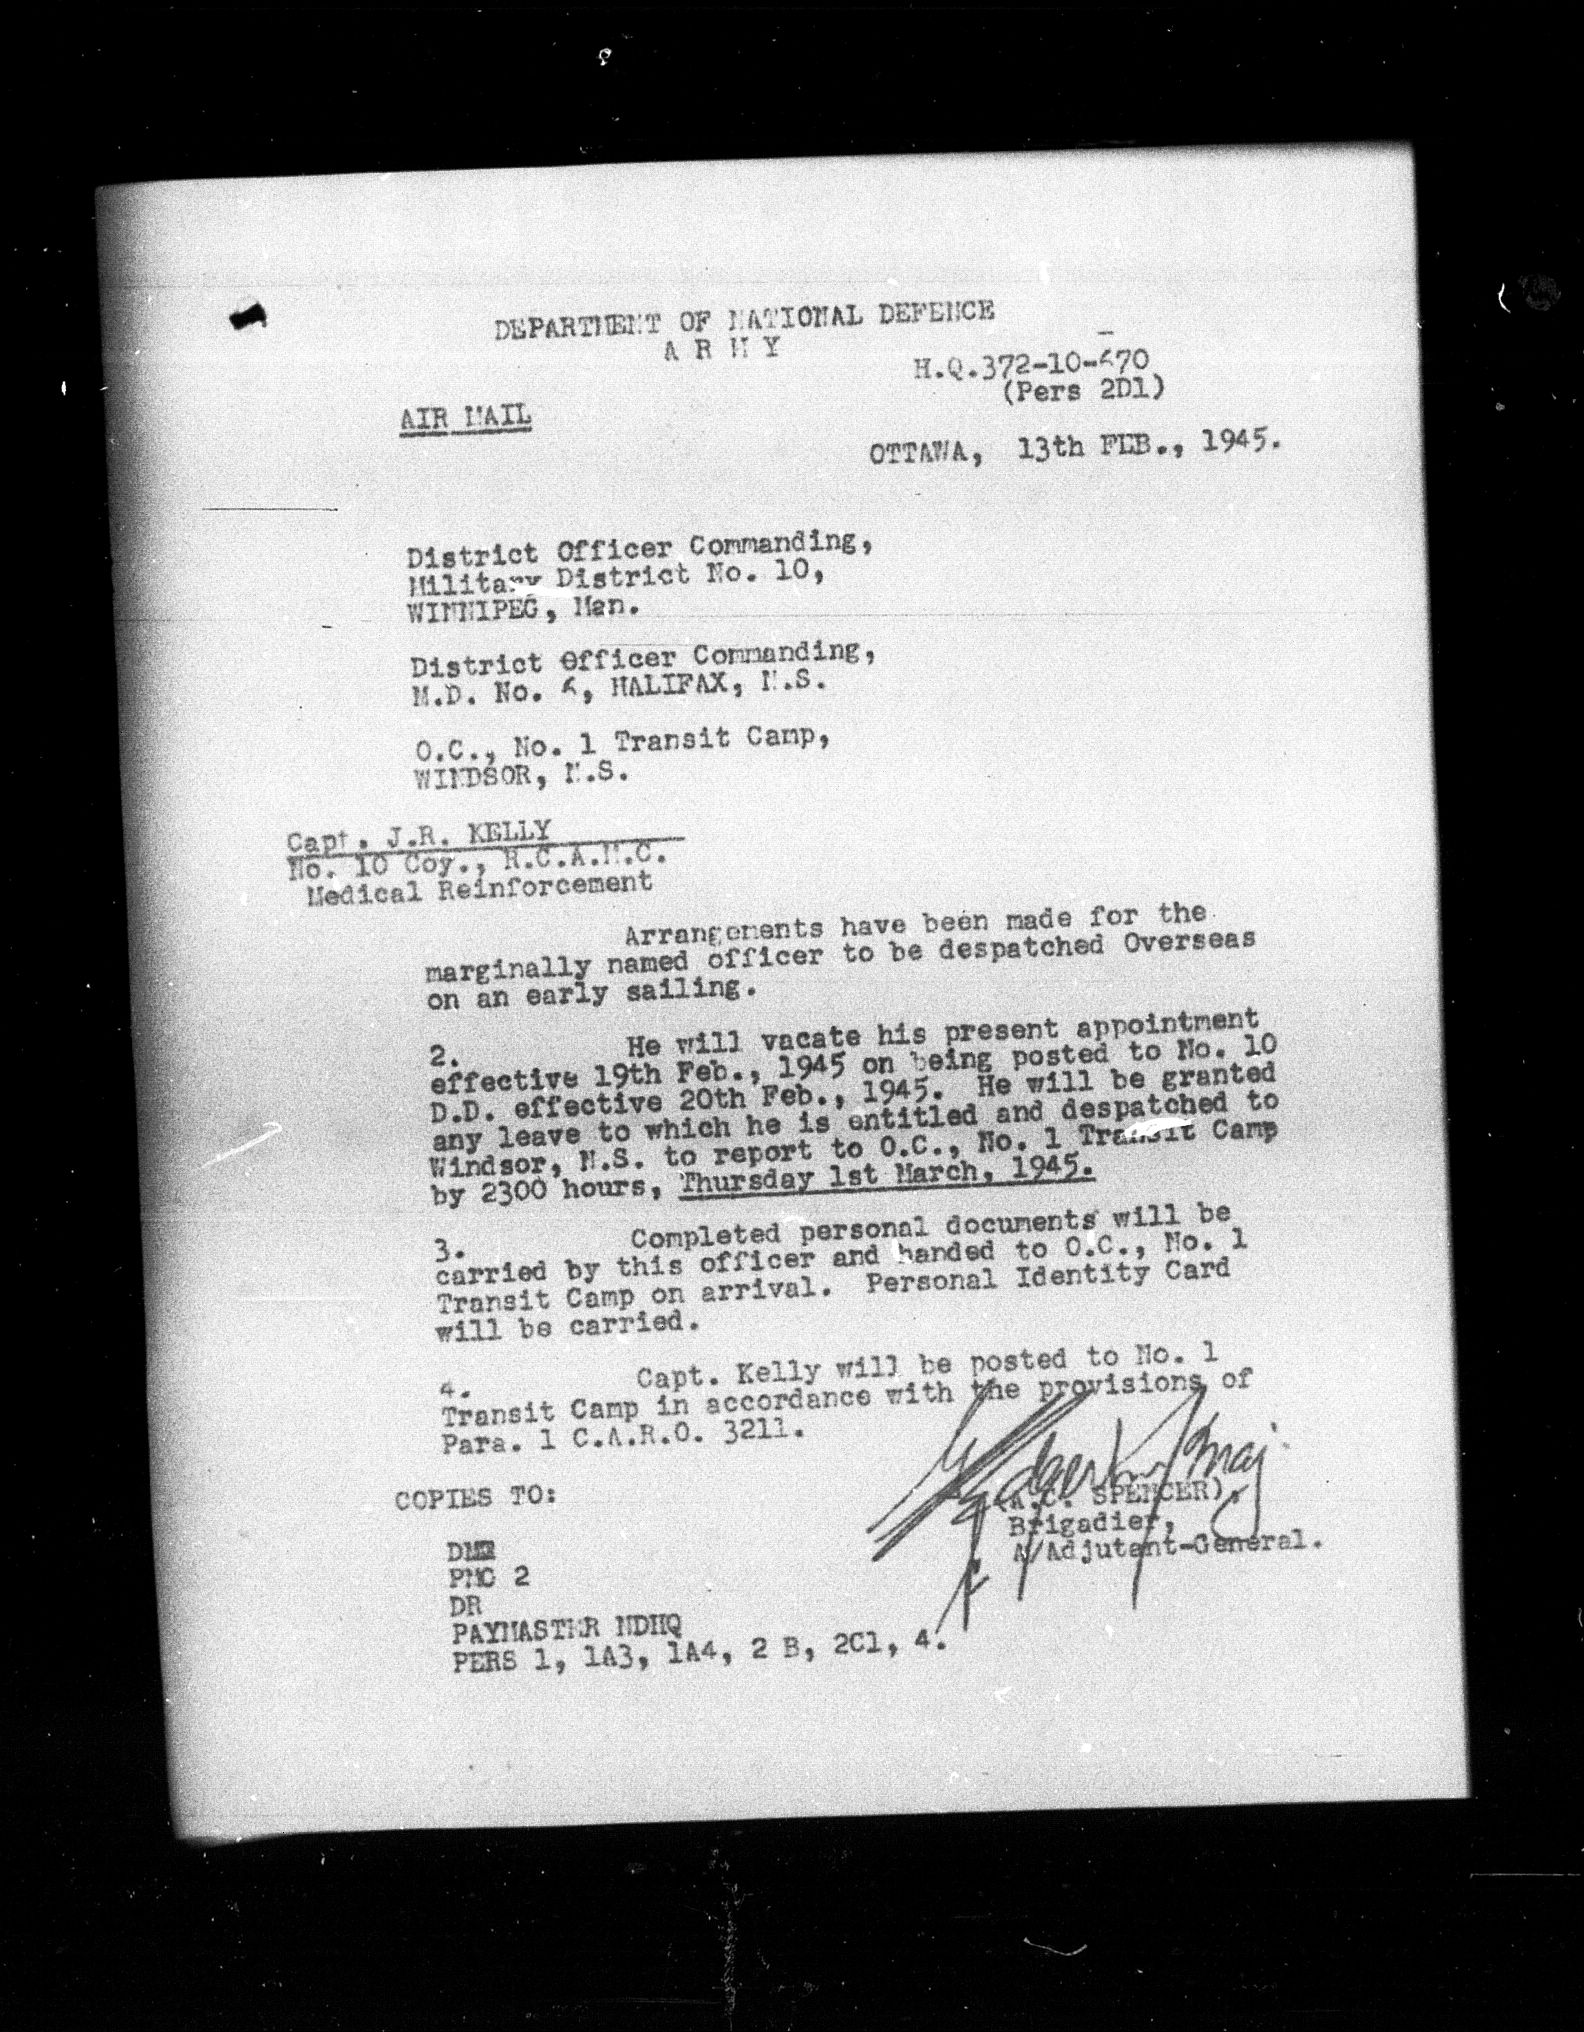 DEPARTMENT OF NATIONAL DEFENCE
A R M Y
H.Q.372-10-670
(Pers 2D1)
AIR MAIL
OTTAWA, 13th FEB., 1945.
District Officer Commanding,
Military District No. 10,
WINNIPEG, Man.
District Officer Commanding,
M.D. No. 6, HALIFAX, N.S.
O.C., No. 1 Transit Camp,
WINDSOR, N.S.
Capt. J.R. KELLY
No. 10 Coy., R.C.A.M.C.
Medical Reinforcement
Arrangements have been made for the
marginally named officer to be despatched Overseas
on an early sailing.
2. He will vacate his present appointment
effective 19th Feb., 1945 on being posted to No. 10
D.D. effective 20th Feb., 1945. He will be granted
any leave to which he is entitled and despatched to
Windsor, N.S. to report to O.C., No. 1 Transit Camp
by 2300 hours, Thursday 1st March, 1945.
3. Completed personal documents will be
carried by this officer and handed to O.C., No. 1
Transit Camp on arrival. Personal Identity Card
will be carried.
4. Capt. Kelly will be posted to No. 1
Transit Camp in accordance with the provisions of
Para. 1 C.A.R.O. 3211.
Maj
COPIES TO:
(A.C. SPENCER),
Brigadier,
A/Adjutant-General.
PMC 2
DR
PAYMASTER NDHQ
PERS 1, 1A3, 1A4, 2 B, 2C1, 4.